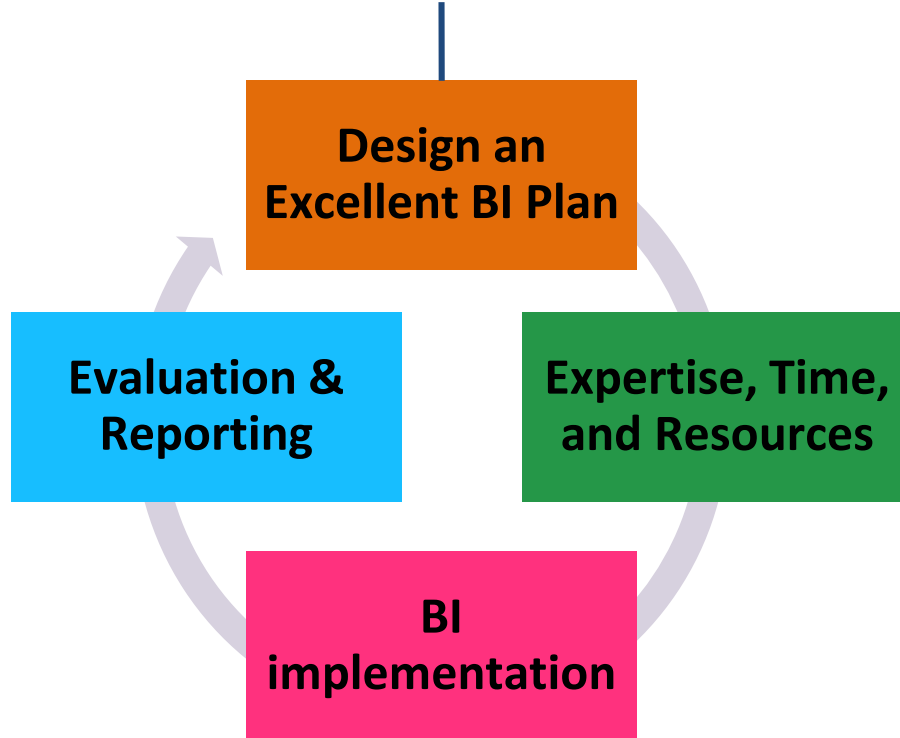 Design an
Excellent BI Plan
Evaluation &
Reporting
Expertise, Time,
and Resources
BI
implementation